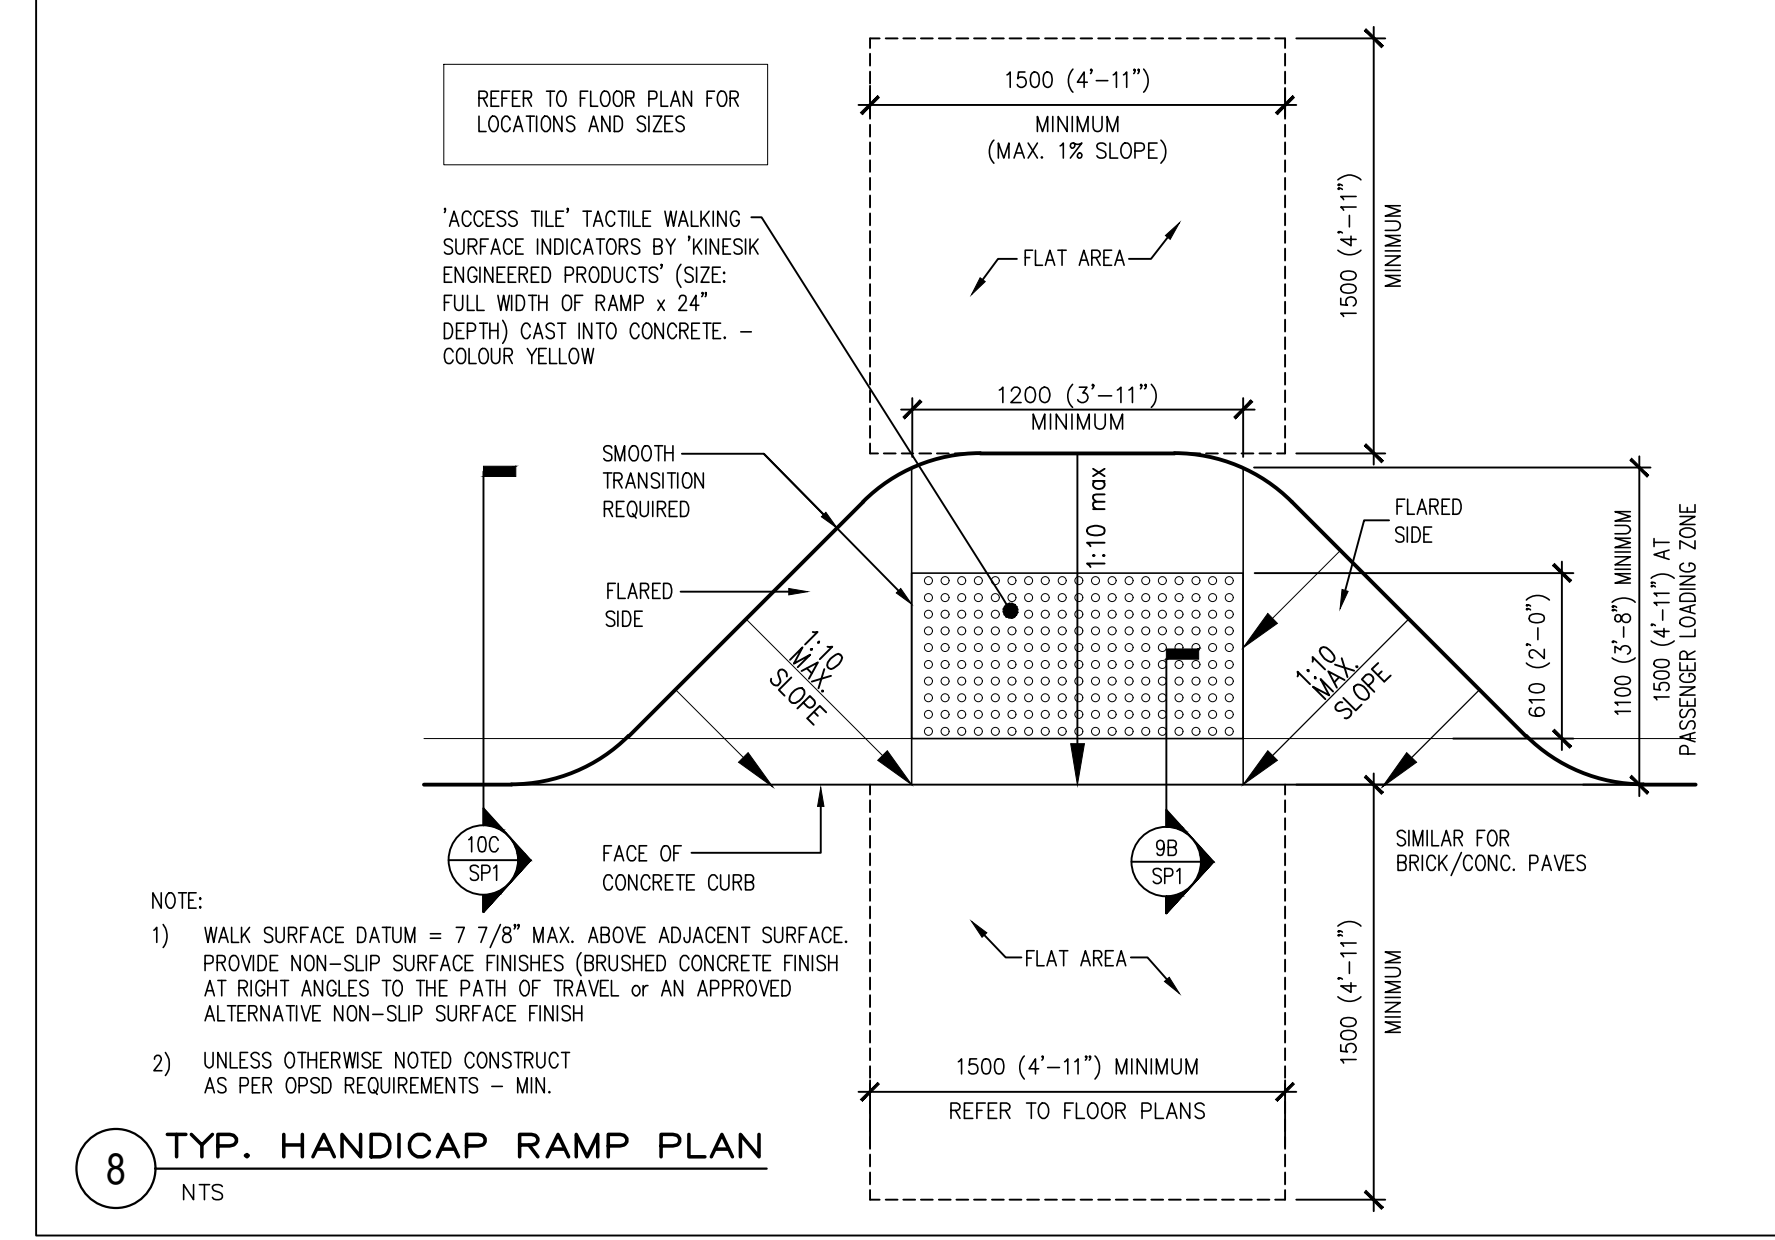 REFER TO FLOOR PLAN FOR
LOCATIONS AND SIZES
1500 (4'-11")
MINIMUM
(MAX. 1% SLOPE)
1500 (4'-11")
MINIMUM
'ACCESS TILE' TACTILE WALKING
SURFACE INDICATORS BY 'KINESIK
ENGINEERED PRODUCTS' (SIZE:
FULL WIDTH OF RAMP x 24"
DEPTH) CAST INTO CONCRETE. –
COLOUR YELLOW
FLAT AREA
1200 (3'-11")
MINIMUM
SMOOTH
TRANSITION
REQUIRED
1:10 max
FLARED
SIDE
FLARED
SIDE
1:10
MAX.
SLOPE
1:10
MAX.
SLOPE
610 (2'-0")
1100 (3'-8") MINIMUM
1500 (4'-11") AT
PASSENGER LOADING ZONE
10C
SP1
FACE OF
CONCRETE CURB
9B
SP1
SIMILAR FOR
BRICK/CONC. PAVES
NOTE:
1) WALK SURFACE DATUM = 7 7/8" MAX. ABOVE ADJACENT SURFACE.
PROVIDE NON-SLIP SURFACE FINISHES (BRUSHED CONCRETE FINISH
AT RIGHT ANGLES TO THE PATH OF TRAVEL or AN APPROVED
ALTERNATIVE NON-SLIP SURFACE FINISH
2) UNLESS OTHERWISE NOTED CONSTRUCT
AS PER OPSD REQUIREMENTS – MIN.
FLAT AREA
1500 (4'-11")
MINIMUM
1500 (4'-11") MINIMUM
REFER TO FLOOR PLANS
8 TYP. HANDICAP RAMP PLAN
NTS